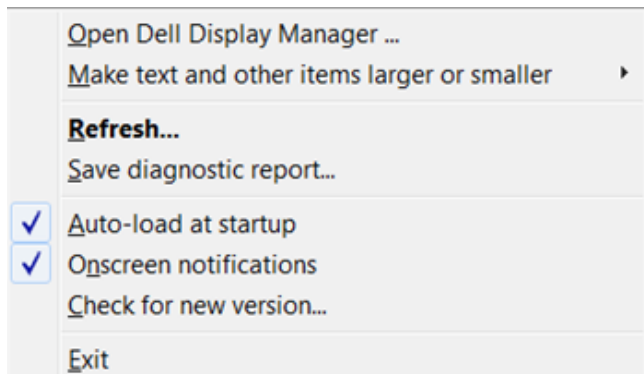 Open Dell Display Manager ...
Make text and other items larger or smaller
Refresh...
Save diagnostic report...
Auto-load at startup
Onscreen notifications
Check for new version...
Exit